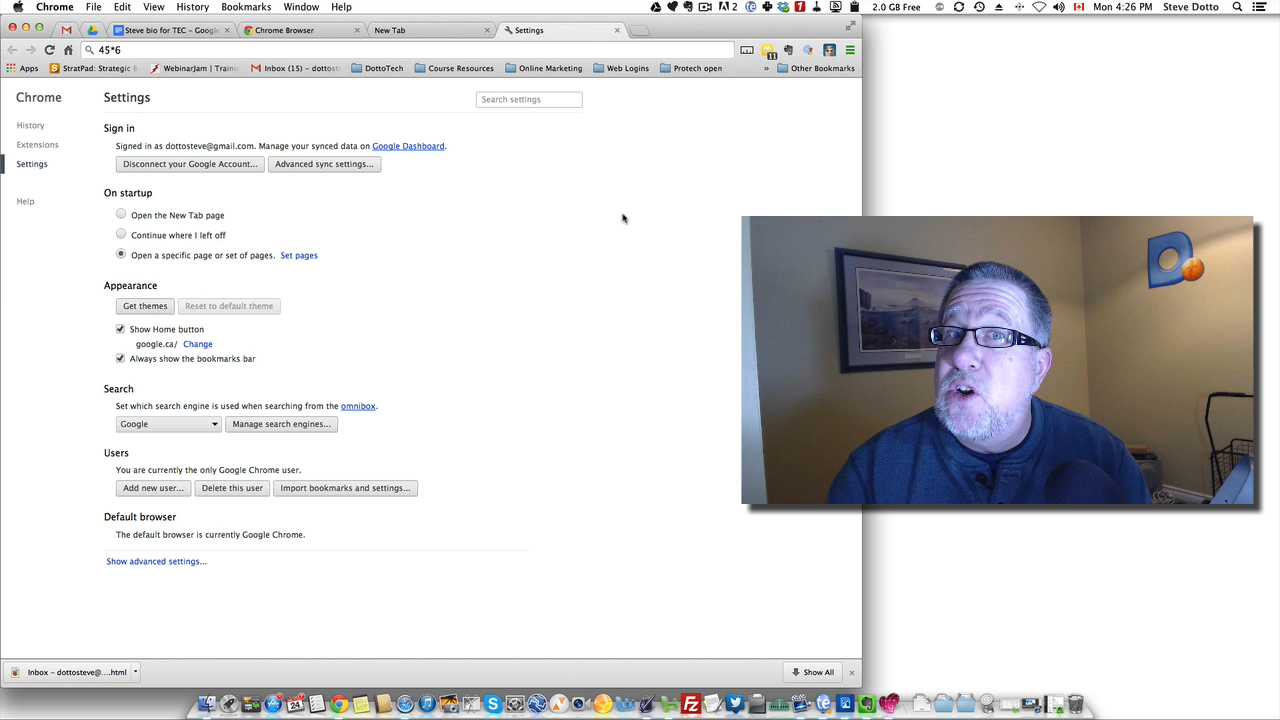 Chrome File Edit View History Bookmarks Window Help 2 2.0 GB Free Mon 4:26 PM Steve Dotto
Steve bio for TEC – Google Chrome Browser New Tab Settings
45*6 11
Apps StratPad: Strategic B WebinarJam | Traini Inbox (15) – dottos DottoTech Course Resources Online Marketing Web Logins Protech open » Other Bookmarks
Chrome Settings Search settings
History
Extensions
Settings
Help
Sign in
Signed in as dottosteve@gmail.com. Manage your synced data on Google Dashboard.
Disconnect your Google Account... Advanced sync settings...
On startup
Open the New Tab page
Continue where I left off
Open a specific page or set of pages. Set pages
Appearance
Get themes Reset to default theme
Show Home button
google.ca/ Change
Always show the bookmarks bar
Search
Set which search engine is used when searching from the omnibox.
Google Manage search engines...
Users
You are currently the only Google Chrome user.
Add new user... Delete this user Import bookmarks and settings...
Default browser
The default browser is currently Google Chrome.
Show advanced settings...
Inbox – dottosteve@....html Show All
24 FZ